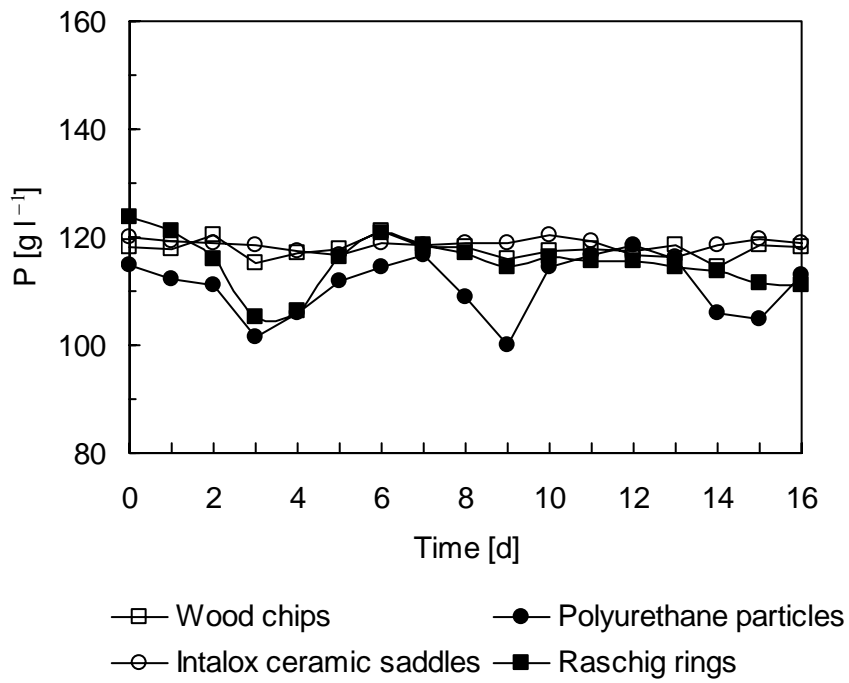 160
140
120
100
80
P [g l⁻¹]
0 2 4 6 8 10 12 14 16
Time [d]
Wood chips Polyurethane particles
Intalox ceramic saddles Raschig rings